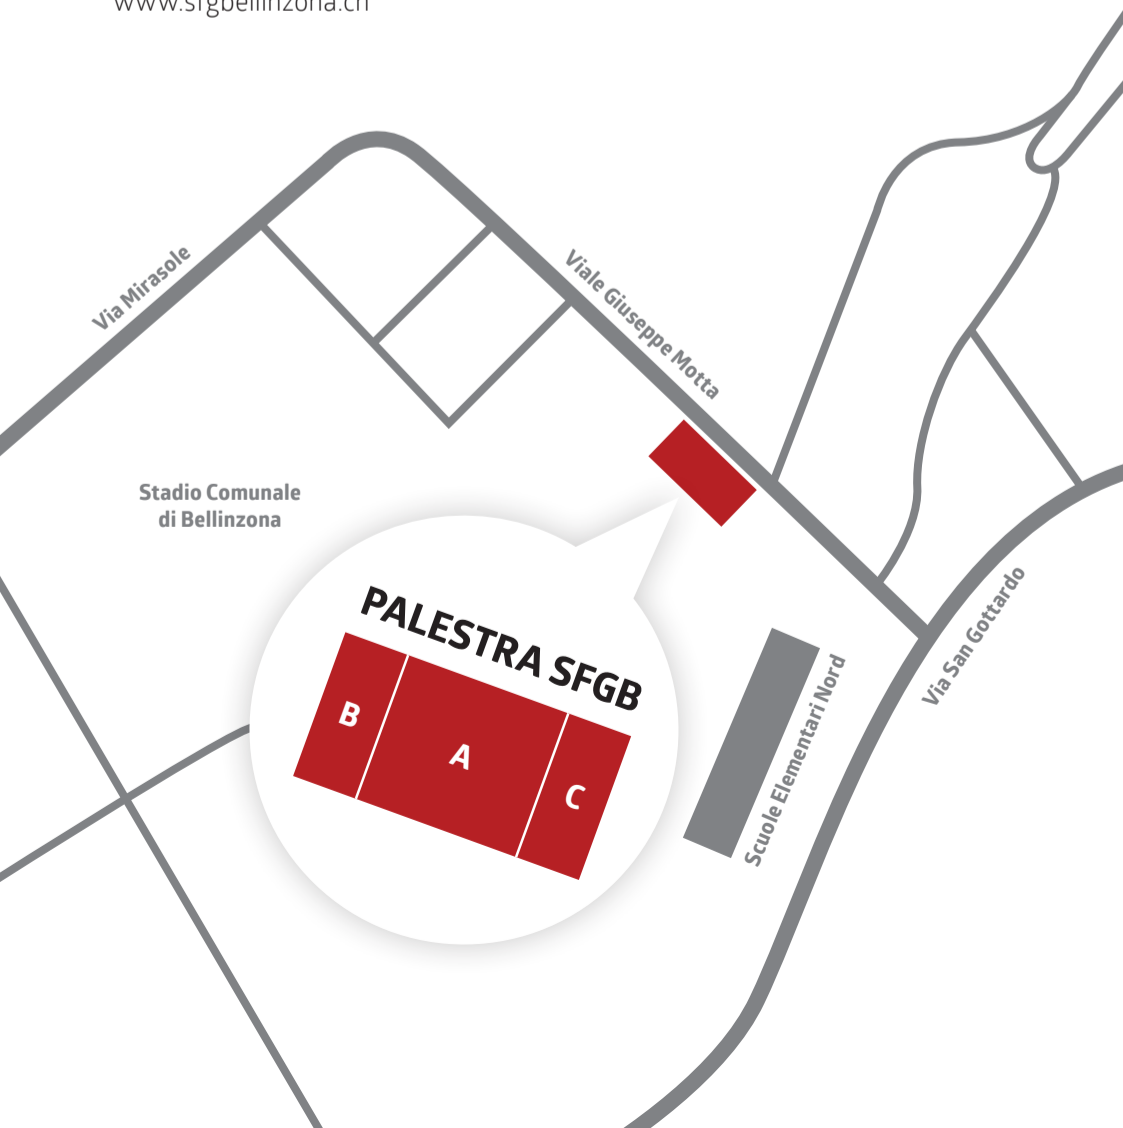 www.sfgbellinzona.ch
Via Mirasole
Viale Giuseppe Motta
Stadio Comunale
di Bellinzona
PALESTRA SFGB
B
A
C
Scuole Elementari Nord
Via San Gottardo